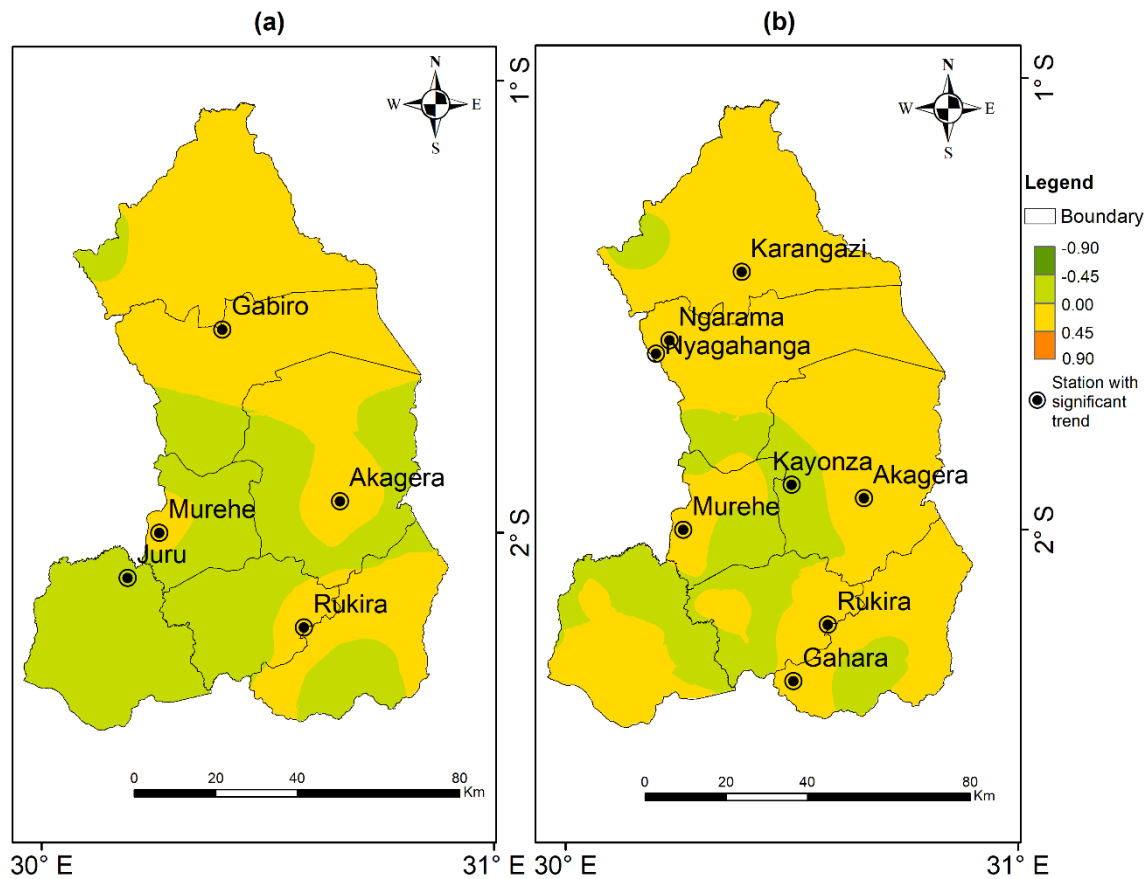 (a)
(b)
N
W E
S
N
W E
S
1° S
1° S
Gabiro
Akagera
Murehe
Juru
Rukira
2° S
0 20 40 80
Km
30° E
31° E
Karangazi
Ngarama
Nyagahanga
Kayonza
Akagera
Murehe
Rukira
Gahara
2° S
0 20 40 80
Km
30° E
31° E
Legend
Boundary
-0.90
-0.45
0.00
0.45
0.90
Station with
significant
trend